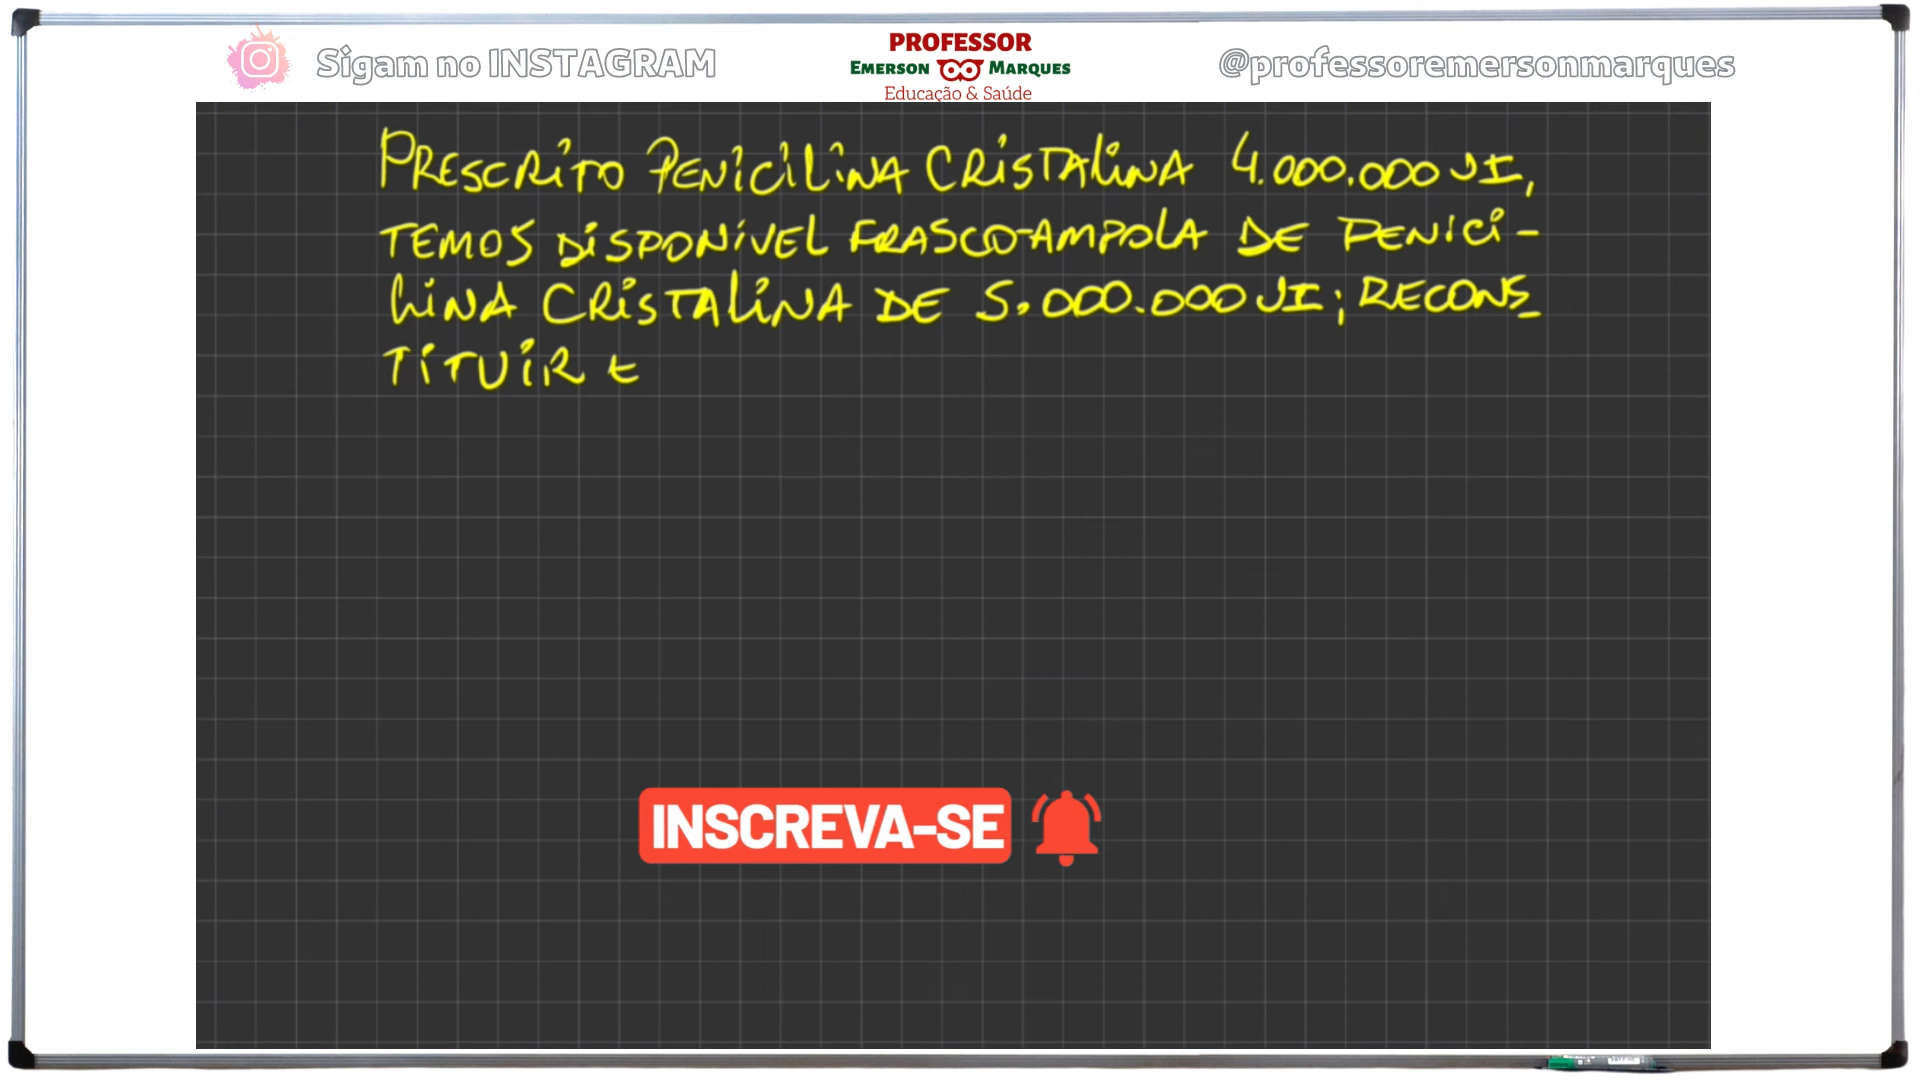 Sigam no INSTAGRAM
PROFESSOR
EMERSON MARQUES
Educação & Saúde
@professoremersonmarques
PRESCRITO PENICILINA CRISTALINA 4.000.000 UI,
TEMOS DISPONÍVEL FRASCO-AMPOLA DE PENICI-
LINA CRISTALINA DE 5.000.000 UI; RECONS
TITUIR E
INSCREVA-SE